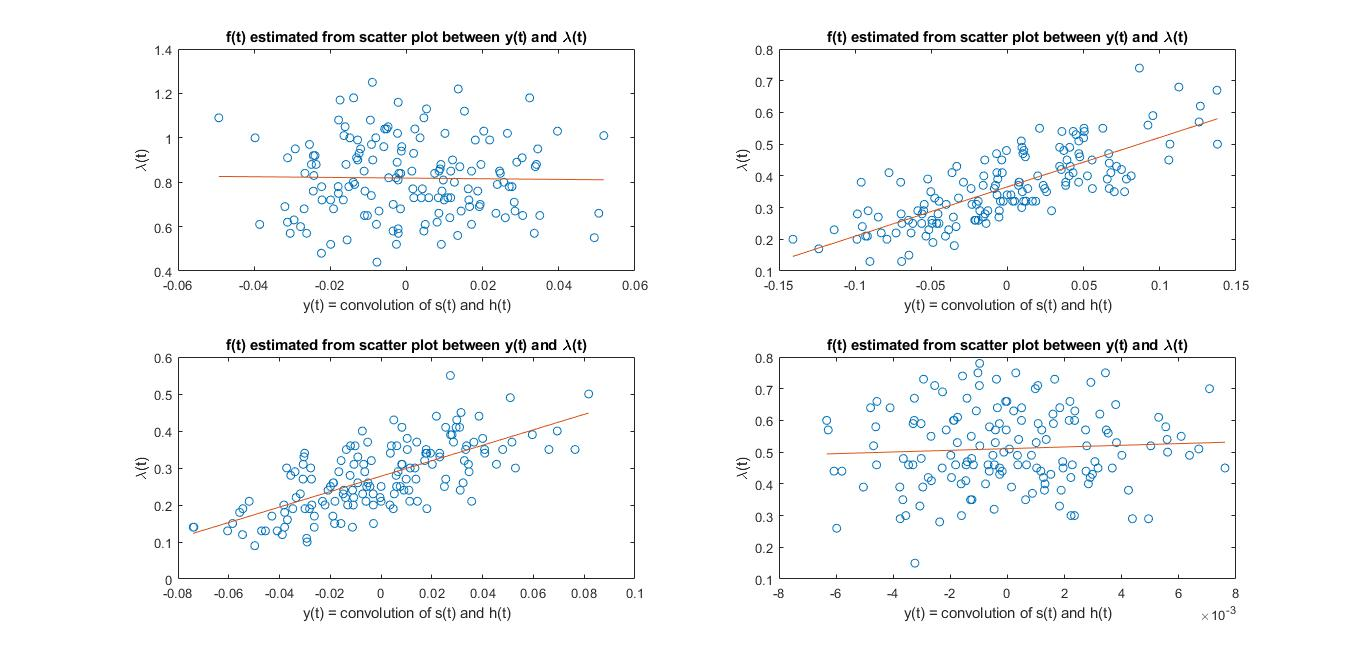 f(t) estimated from scatter plot between y(t) and λ(t)
1.4
1.2
1
0.8
0.6
0.4
λ(t)
-0.06 -0.04 -0.02 0 0.02 0.04 0.06
y(t) = convolution of s(t) and h(t)
f(t) estimated from scatter plot between y(t) and λ(t)
0.8
0.7
0.6
0.5
0.4
0.3
0.2
0.1
λ(t)
-0.15 -0.1 -0.05 0 0.05 0.1 0.15
y(t) = convolution of s(t) and h(t)
f(t) estimated from scatter plot between y(t) and λ(t)
0.6
0.5
0.4
0.3
0.2
0.1
0
λ(t)
-0.08 -0.06 -0.04 -0.02 0 0.02 0.04 0.06 0.08 0.1
y(t) = convolution of s(t) and h(t)
f(t) estimated from scatter plot between y(t) and λ(t)
0.8
0.7
0.6
0.5
0.4
0.3
0.2
0.1
λ(t)
-8 -6 -4 -2 0 2 4 6 8
y(t) = convolution of s(t) and h(t)
×10⁻³